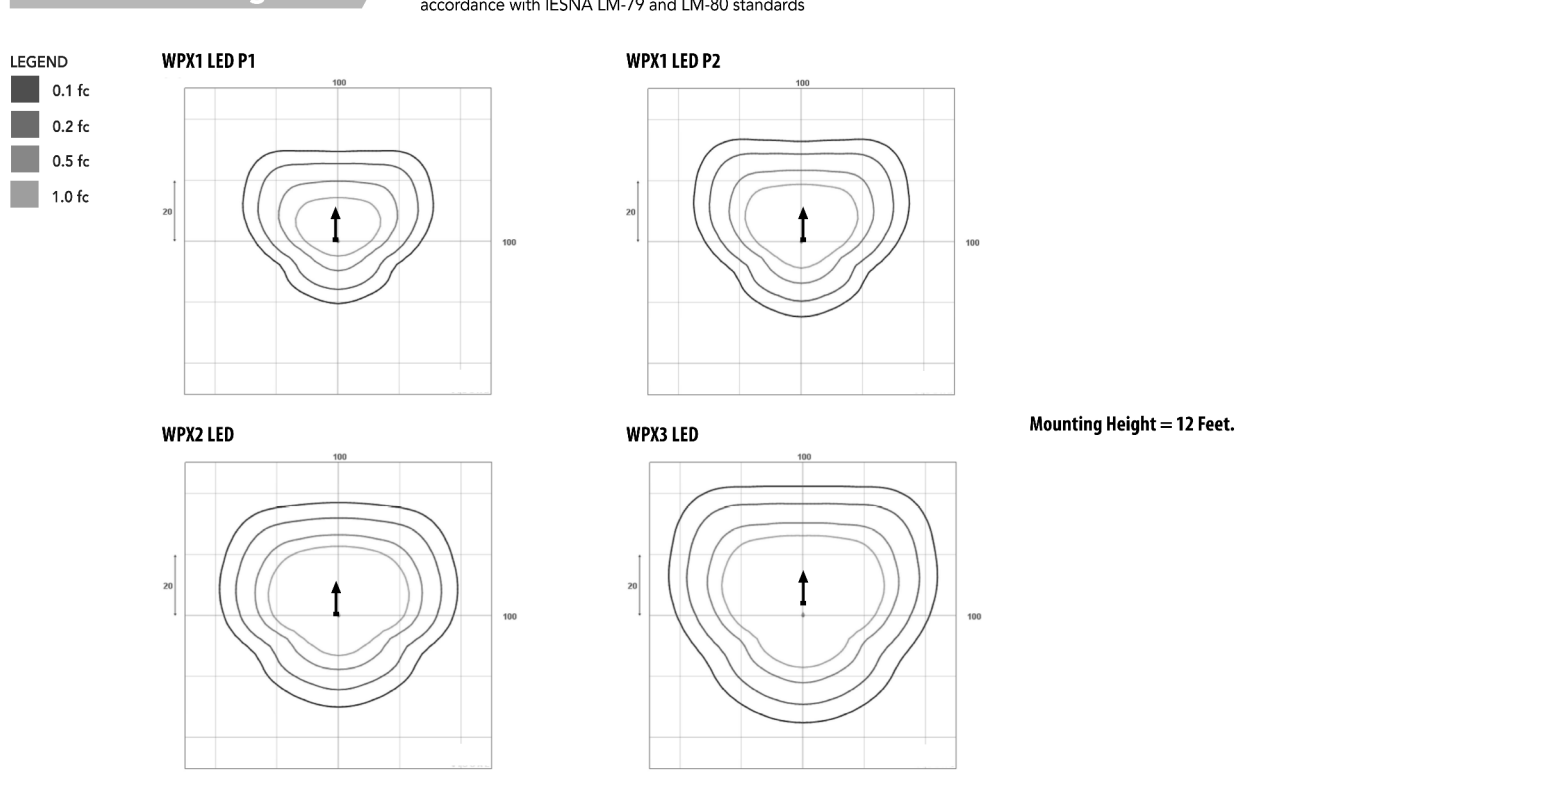 accordance with IESNA LM-79 and LM-80 standards
LEGEND
0.1 fc
0.2 fc
0.5 fc
1.0 fc
WPX1 LED P1
100
20
100
WPX1 LED P2
100
20
100
WPX2 LED
100
20
100
WPX3 LED
100
20
100
Mounting Height = 12 Feet.